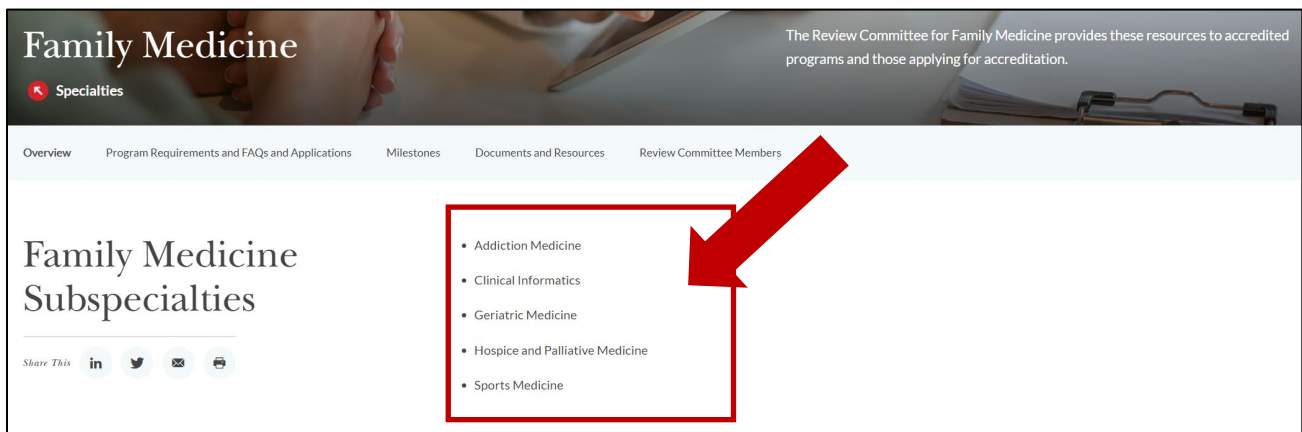 Family Medicine
The Review Committee for Family Medicine provides these resources to accredited
programs and those applying for accreditation.
Specialties
Overview Program Requirements and FAQs and Applications Milestones Documents and Resources Review Committee Members
Family Medicine
Subspecialties
Share This in
• Addiction Medicine
• Clinical Informatics
• Geriatric Medicine
• Hospice and Palliative Medicine
• Sports Medicine